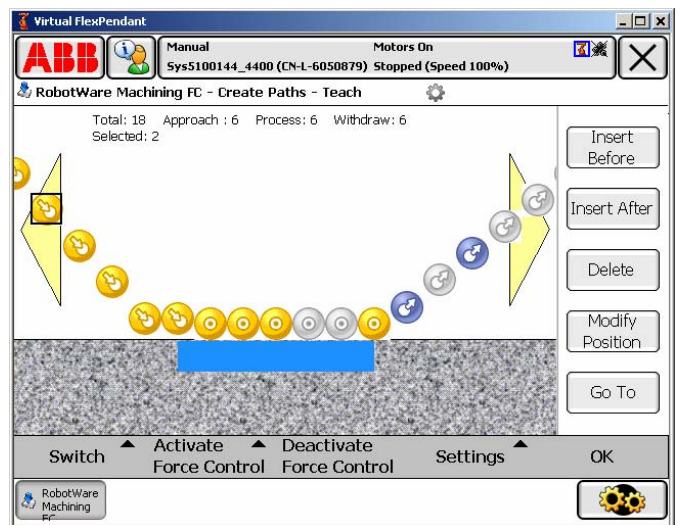 Virtual FlexPendant
ABB
Manual
Sys5100144_4400 (CN-L-6050879)
Motors On
Stopped (Speed 100%)
RobotWare Machining FC - Create Paths - Teach
Total: 18 Approach : 6 Process: 6 Withdraw: 6
Selected: 2
Insert
Before
Insert After
Delete
Modify
Position
Go To
Switch
Activate
Force Control
Deactivate
Force Control
Settings
OK
RobotWare
Machining
FC